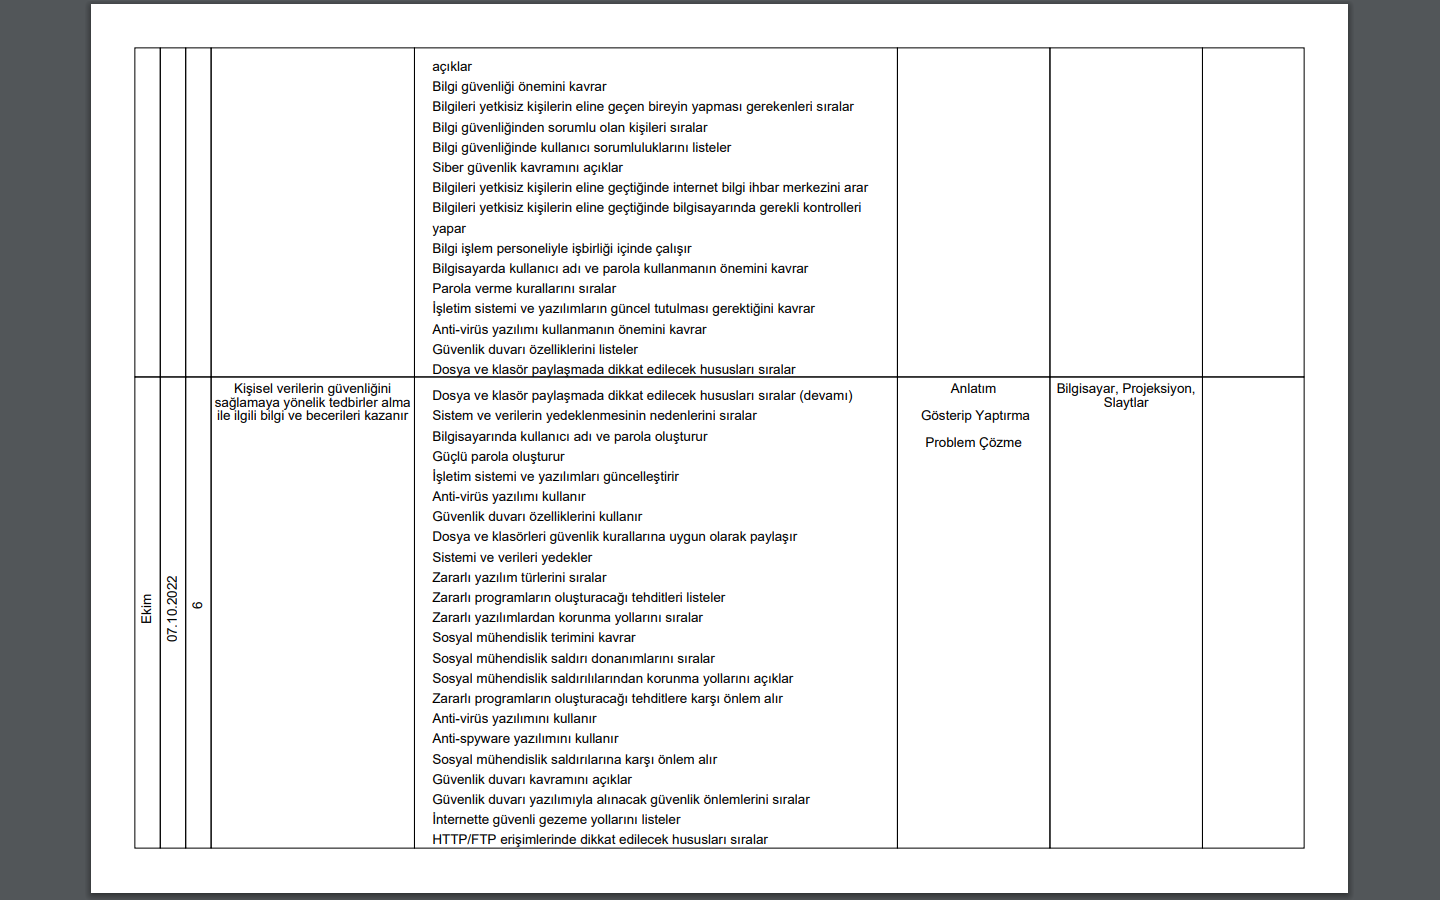 açıklar
Bilgi güvenliği önemini kavrar
Bilgileri yetkisiz kişilerin eline geçen bireyin yapması gerekenleri sıralar
Bilgi güvenliğinden sorumlu olan kişileri sıralar
Bilgi güvenliğinde kullanıcı sorumluluklarını listeler
Siber güvenlik kavramını açıklar
Bilgileri yetkisiz kişilerin eline geçtiğinde internet bilgi ihbar merkezini arar
Bilgileri yetkisiz kişilerin eline geçtiğinde bilgisayarında gerekli kontrolleri
yapar
Bilgi işlem personeliyle işbirliği içinde çalışır
Bilgisayarda kullanıcı adı ve parola kullanmanın önemini kavrar
Parola verme kurallarını sıralar
İşletim sistemi ve yazılımların güncel tutulması gerektiğini kavrar
Anti-virüs yazılımı kullanmanın önemini kavrar
Güvenlik duvarı özelliklerini listeler
Dosya ve klasör paylaşmada dikkat edilecek hususları sıralar
Ekim
07.10.2022
6
Kişisel verilerin güvenliğini
sağlamaya yönelik tedbirler alma
ile ilgili bilgi ve becerileri kazanır
Dosya ve klasör paylaşmada dikkat edilecek hususları sıralar (devamı)
Sistem ve verilerin yedeklenmesinin nedenlerini sıralar
Bilgisayarında kullanıcı adı ve parola oluşturur
Güçlü parola oluşturur
İşletim sistemi ve yazılımları güncelleştirir
Anti-virüs yazılımı kullanır
Güvenlik duvarı özelliklerini kullanır
Dosya ve klasörleri güvenlik kurallarına uygun olarak paylaşır
Sistemi ve verileri yedekler
Zararlı yazılım türlerini sıralar
Zararlı programların oluşturacağı tehditleri listeler
Zararlı yazılımlardan korunma yollarını sıralar
Sosyal mühendislik terimini kavrar
Sosyal mühendislik saldırı donanımlarını sıralar
Sosyal mühendislik saldırılılarından korunma yollarını açıklar
Zararlı programların oluşturacağı tehditlere karşı önlem alır
Anti-virüs yazılımını kullanır
Anti-spyware yazılımını kullanır
Sosyal mühendislik saldırılarına karşı önlem alır
Güvenlik duvarı kavramını açıklar
Güvenlik duvarı yazılımıyla alınacak güvenlik önlemlerini sıralar
İnternette güvenli gezeme yollarını listeler
HTTP/FTP erişimlerinde dikkat edilecek hususları sıralar
Anlatım
Gösterip Yaptırma
Problem Çözme
Bilgisayar, Projeksiyon,
Slaytlar